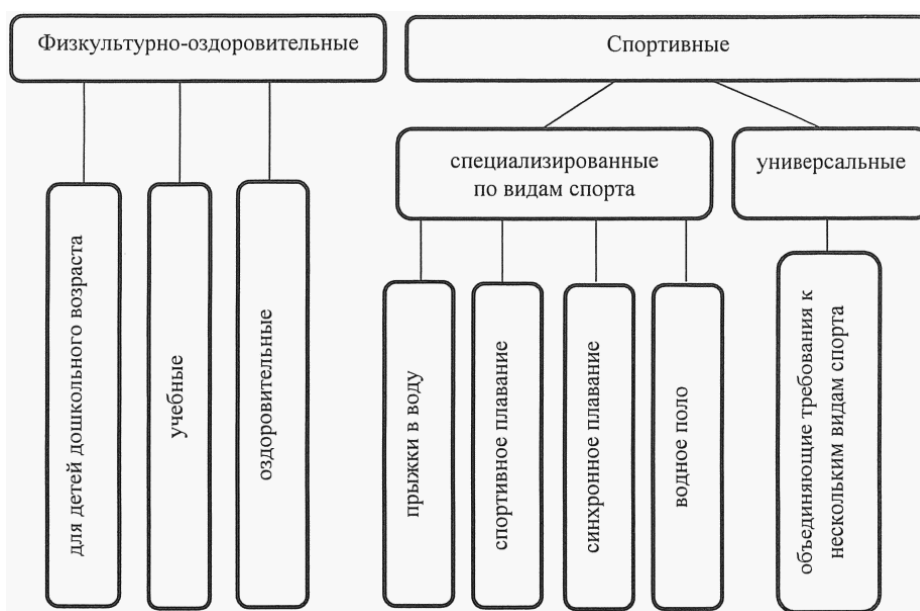 Физкультурно-оздоровительные
Спортивные
специализированные
по видам спорта
универсальные
для детей дошкольного возраста
учебные
оздоровительные
прыжки в воду
спортивное плавание
синхронное плавание
водное поло
объединяющие требования к
нескольким видам спорта